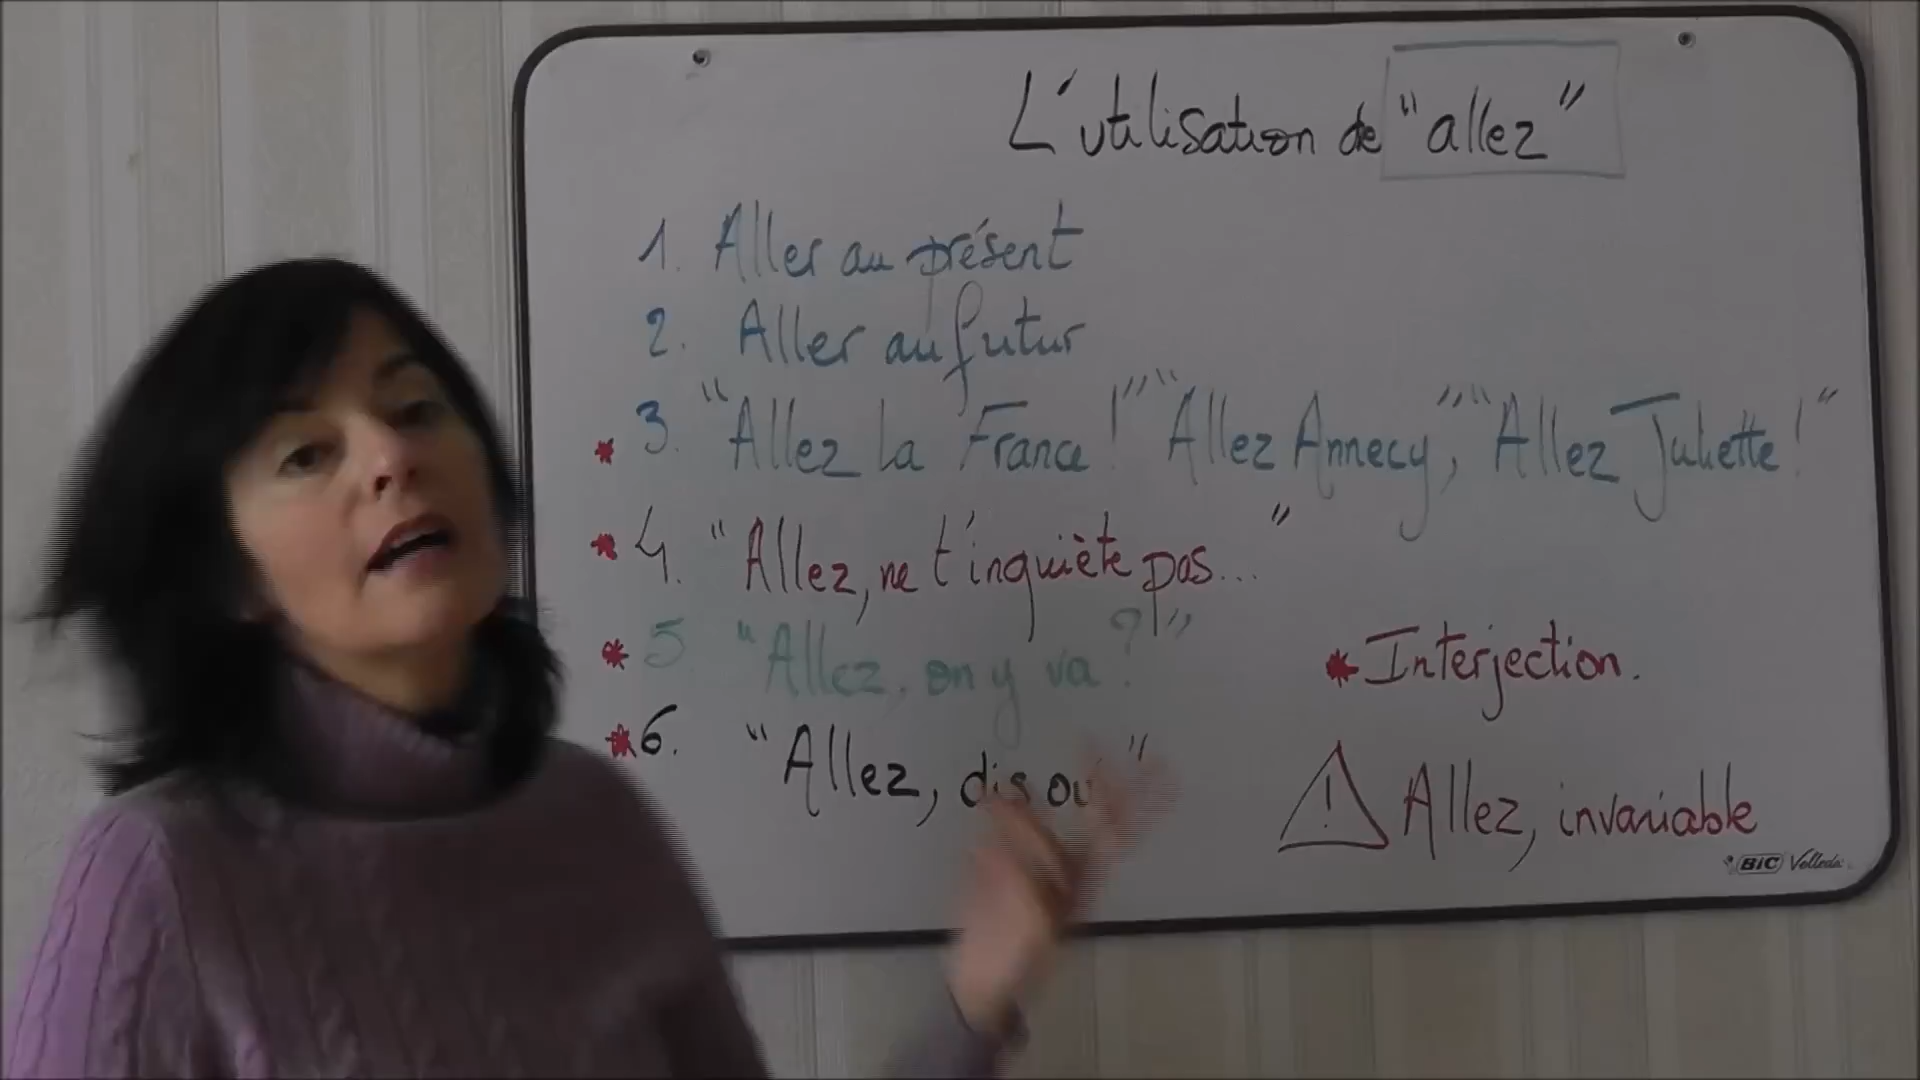 L'utilisation de "allez"
1. Aller au présent
2. Aller au futur
* 3. "Allez la France!" "Allez Annecy," "Allez Juliette!"
* 4. "Allez, ne t'inquiète pas..."
* 5 "Allez, on y va?"
* Interjection.
* 6. "Allez, dis
! Allez, invariable
BIC Velleda